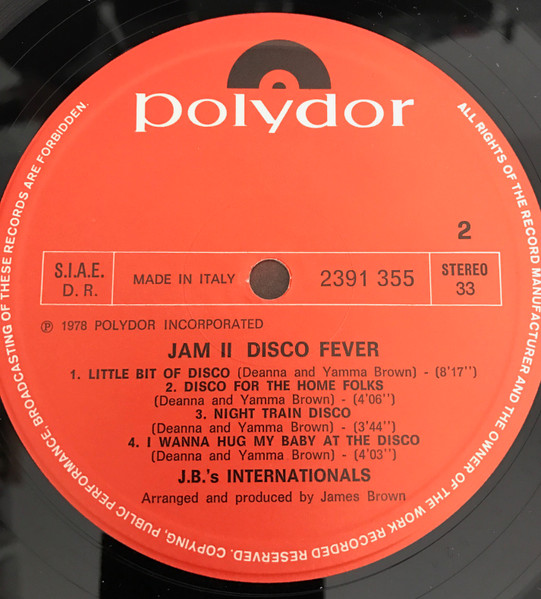 polydor
ALL RIGHTS OF THE RECORD MANUFACTURER AND THE OWNER OF THE WORK RECORDED RESERVED. COPYING, PUBLIC PERFORMANCE, BROADCASTING OF THESE RECORDS ARE FORBIDDEN.
2
S.I.A.E.
D. R.
MADE IN ITALY
2391 355
STEREO
33
℗ 1978 POLYDOR INCORPORATED
JAM II DISCO FEVER
1. LITTLE BIT OF DISCO (Deanna and Yamma Brown) - (8'17'')
2. DISCO FOR THE HOME FOLKS
(Deanna and Yamma Brown) - (4'06'')
3. NIGHT TRAIN DISCO
(Deanna and Yamma Brown) - (3'44'')
4. I WANNA HUG MY BABY AT THE DISCO
(Deanna and Yamma Brown) - (4'03'')
J.B.'s INTERNATIONALS
Arranged and produced by James Brown